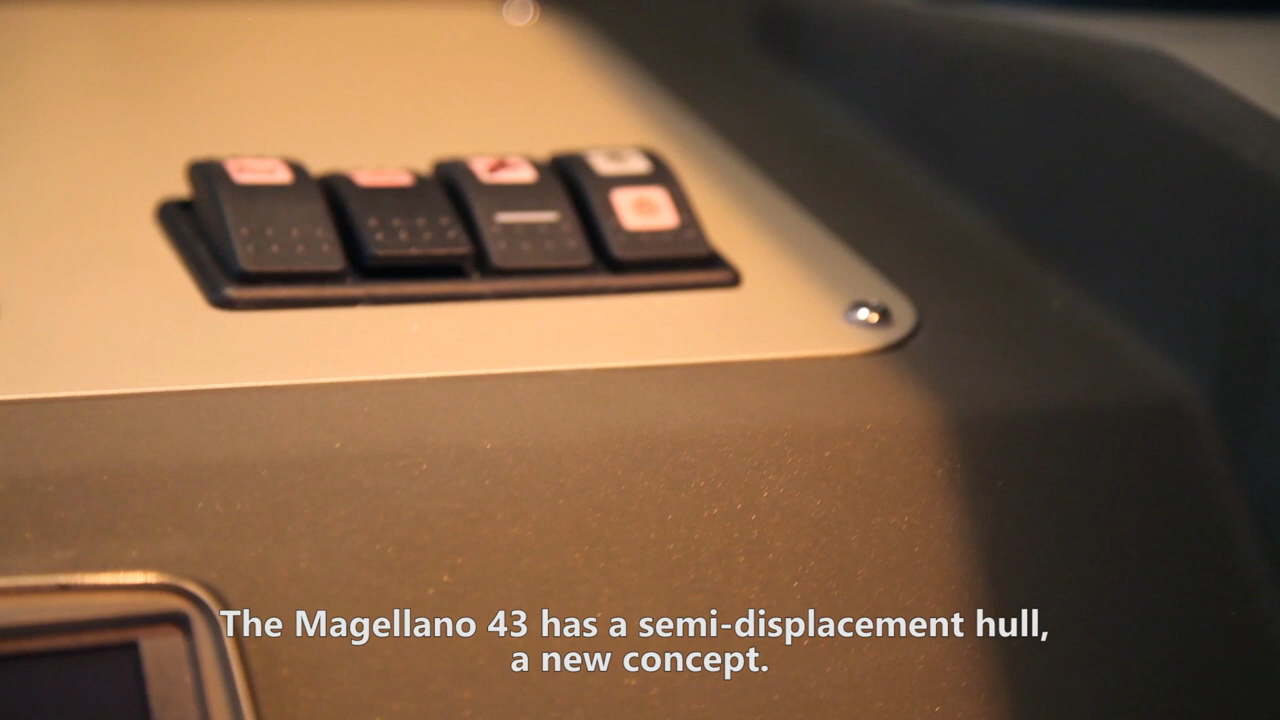 The Magellano 43 has a semi-displacement hull,
a new concept.